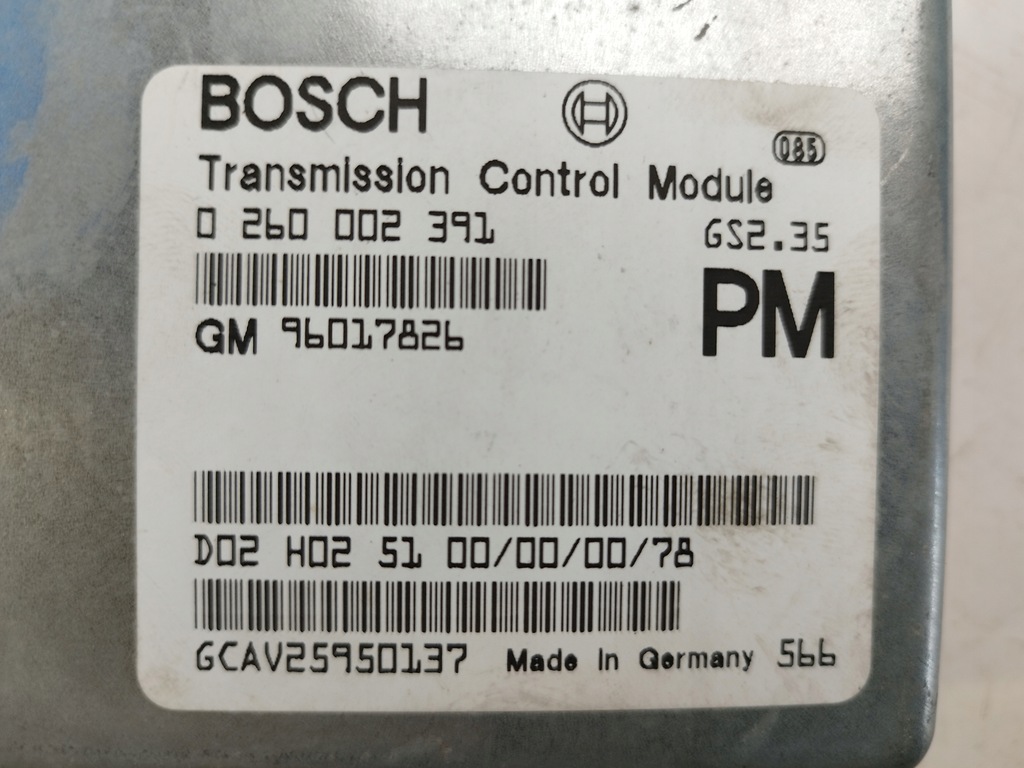 BOSCH
085
Transmission Control Module
0 260 002 391 GS2.35
PM
GM 96017826
D02 H02 51 00/00/00/78
GCAV25950137 Made in Germany 566